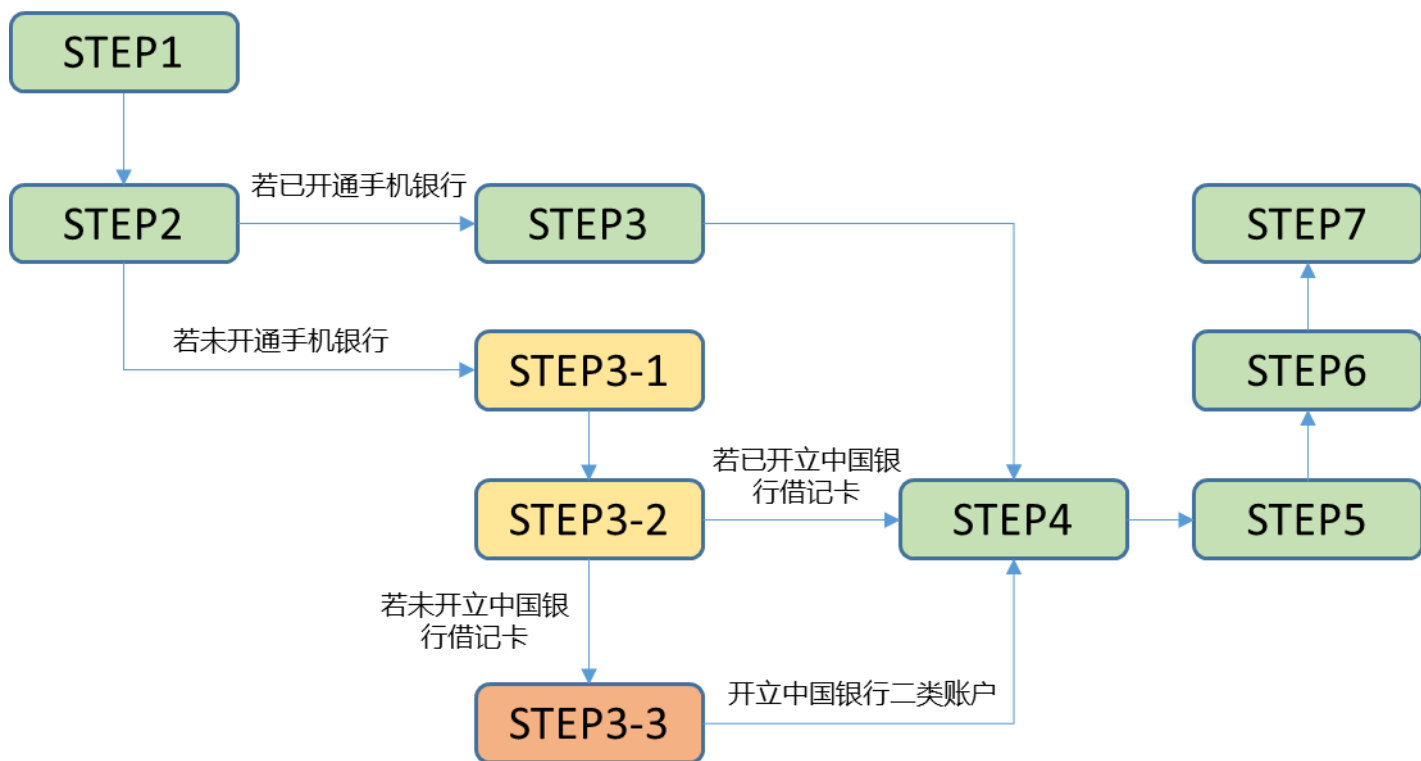 STEP1
若已开通手机银行
STEP2
STEP3
STEP7
若未开通手机银行
STEP3-1
STEP6
若已开立中国银
行借记卡
STEP3-2
STEP4
STEP5
若未开立中国银
行借记卡
STEP3-3
开立中国银行二类账户